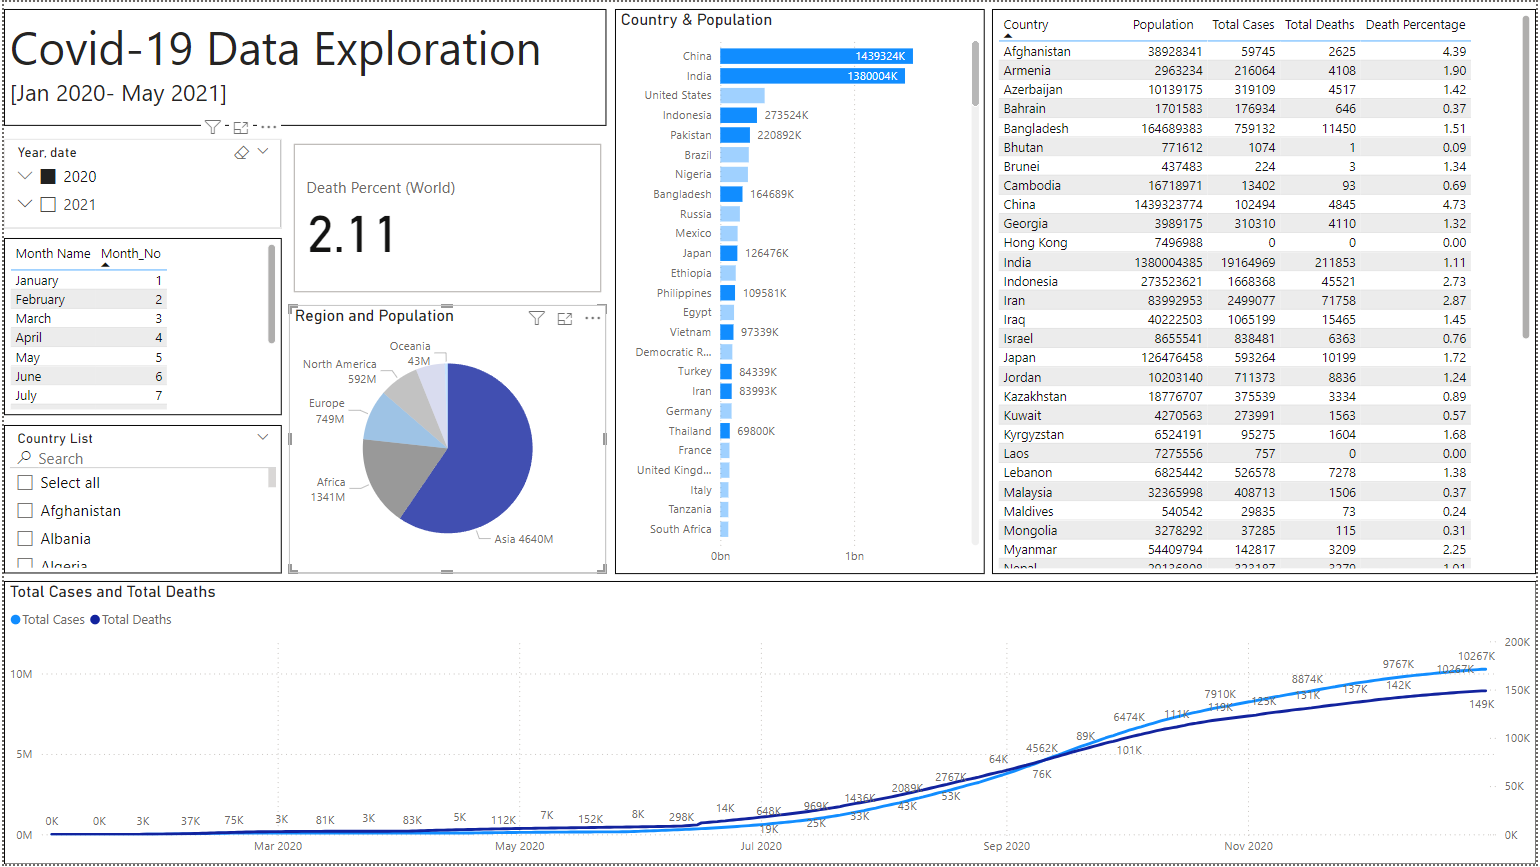 Covid-19 Data Exploration
[Jan 2020- May 2021]
Year, date
2020
2021
Death Percent (World)
2.11
Month Name Month_No
January 1
February 2
March 3
April 4
May 5
June 6
July 7
Country List
Search
Select all
Afghanistan
Albania
Algeria
Region and Population
Oceania
43M
North America
592M
Europe
749M
Africa
1341M
Asia 4640M
Country & Population
China 1439324K
India 1380004K
United States
Indonesia 273524K
Pakistan 220892K
Brazil
Nigeria
Bangladesh 164689K
Russia
Mexico
Japan 126476K
Ethiopia
Philippines 109581K
Egypt
Vietnam 97339K
Democratic R...
Turkey 84339K
Iran 83993K
Germany
Thailand 69800K
France
United Kingd...
Italy
Tanzania
South Africa
0bn 1bn
Country Population Total Cases Total Deaths Death Percentage
Afghanistan 38928341 59745 2625 4.39
Armenia 2963234 216064 4108 1.90
Azerbaijan 10139175 319109 4517 1.42
Bahrain 1701583 176934 646 0.37
Bangladesh 164689383 759132 11450 1.51
Bhutan 771612 1074 1 0.09
Brunei 437483 224 3 1.34
Cambodia 16718971 13402 93 0.69
China 1439323774 102494 4845 4.73
Georgia 3989175 310310 4110 1.32
Hong Kong 7496988 0 0 0.00
India 1380004385 19164969 211853 1.11
Indonesia 273523621 1668368 45521 2.73
Iran 83992953 2499077 71758 2.87
Iraq 40222503 1065199 15465 1.45
Israel 8655541 838481 6363 0.76
Japan 126476458 593264 10199 1.72
Jordan 10203140 711373 8836 1.24
Kazakhstan 18776707 375539 3334 0.89
Kuwait 4270563 273991 1563 0.57
Kyrgyzstan 6524191 95275 1604 1.68
Laos 7275556 757 0 0.00
Lebanon 6825442 526578 7278 1.38
Malaysia 32365998 408713 1506 0.37
Maldives 540542 29835 73 0.24
Mongolia 3278292 37285 115 0.31
Myanmar 54409794 142817 3209 2.25
Nepal 29136808 323187 3279 1.01
Total Cases and Total Deaths
Total Cases Total Deaths
10M
5M
0M
200K
150K
100K
50K
0K
0K 0K 3K 37K 75K 3K 81K 3K 83K 5K 112K 7K 152K 8K 298K 14K 648K 19K 969K 25K 1436K 33K 2089K 43K 2767K 53K 64K 4562K 76K 89K 6474K 101K 111K 7910K 119K 123K 8874K 131K 137K 9767K 142K 10267K 10267K 149K
Mar 2020 May 2020 Jul 2020 Sep 2020 Nov 2020